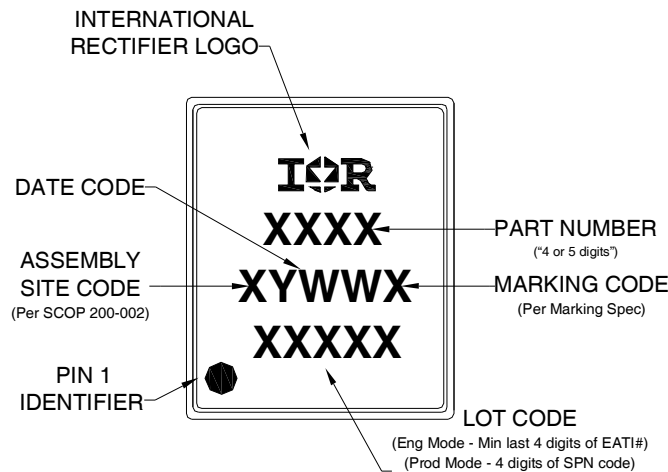 INTERNATIONAL
RECTIFIER LOGO
IOR
DATE CODE
XXXX
PART NUMBER
(“4 or 5 digits”)
ASSEMBLY
SITE CODE
(Per SCOP 200-002)
XYWWX
MARKING CODE
(Per Marking Spec)
XXXXX
PIN 1
IDENTIFIER
LOT CODE
(Eng Mode - Min last 4 digits of EATI#)
(Prod Mode - 4 digits of SPN code)